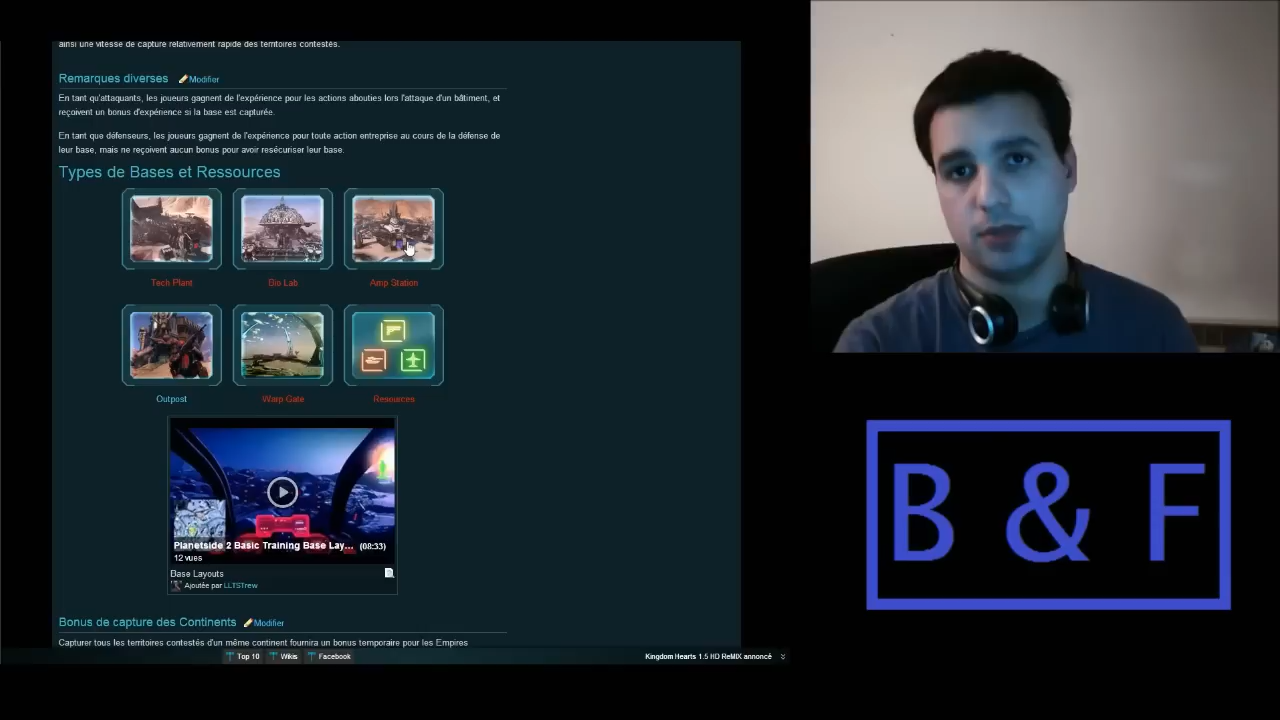 ainsi une vitesse de capture relativement rapide des territoires contestés.
Remarques diverses Modifier
En tant qu'attaquants, les joueurs gagnent de l'expérience pour les actions abouties lors l'attaque d'un bâtiment, et
reçoivent un bonus d'expérience si la base est capturée.
En tant que défenseurs, les joueurs gagnent de l'expérience pour toute action entreprise au cours de la défense de
leur base, mais ne reçoivent aucun bonus pour avoir resécuriser leur base.
Types de Bases et Ressources
Tech Plant Bio Lab Amp Station
Outpost Warp Gate Resources
Planetside 2 Basic Training Base Lay... (08:33)
12 vues
Base Layouts
Ajoutée par LLTSTrew
Bonus de capture des Continents Modifier
Capturer tous les territoires contestés d'un même continent fournira un bonus temporaire pour les Empires
Top 10 Wikis Facebook Kingdom Hearts 1.5 HD ReMIX annoncé
B & F